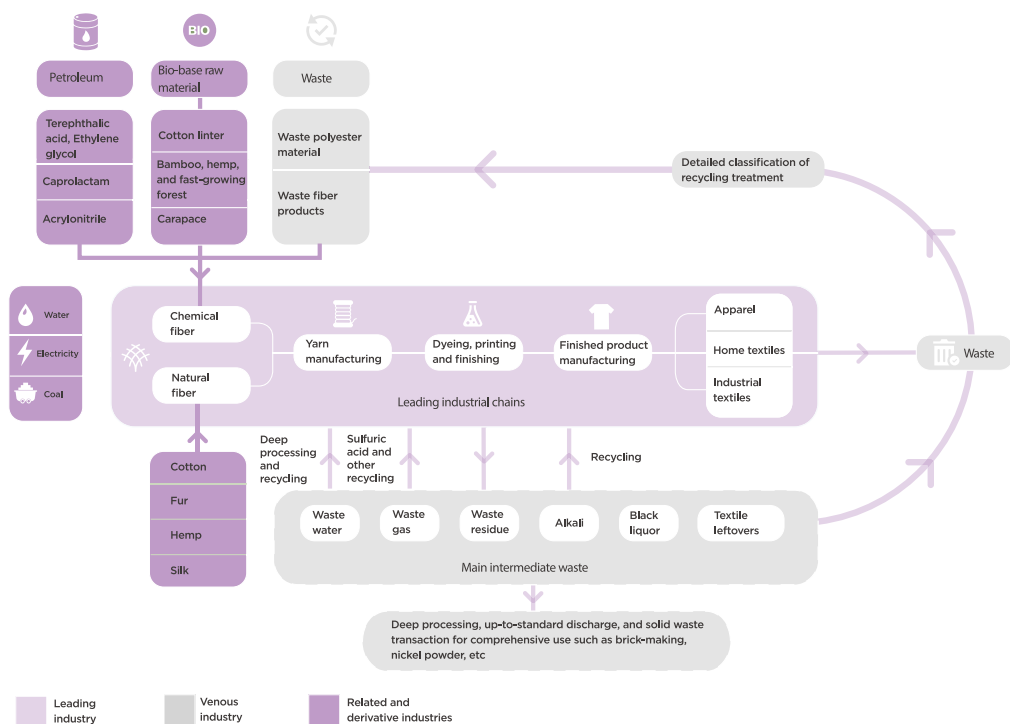 BIO
Petroleum
Bio-base raw
material
Waste
Terephthalic
acid, Ethylene
glycol
Caprolactam
Acrylonitrile
Cotton linter
Bamboo, hemp,
and fast-growing
forest
Carapace
Waste polyester
material
Waste fiber
products
Detailed classification of
recycling treatment
Water
Electricity
Coal
Chemical
fiber
Natural
fiber
Yarn
manufacturing
Dyeing, printing
and finishing
Finished product
manufacturing
Apparel
Home textiles
Industrial
textiles
Leading industrial chains
Waste
Cotton
Fur
Hemp
Silk
Deep
processing
and
recycling
Sulfuric
acid and
other
recycling
Recycling
Waste
water
Waste
gas
Waste
residue
Alkali
Black
liquor
Textile
leftovers
Main intermediate waste
Deep processing, up-to-standard discharge, and solid waste
transaction for comprehensive use such as brick-making,
nickel powder, etc
Leading
industry
Venous
industry
Related and
derivative industries